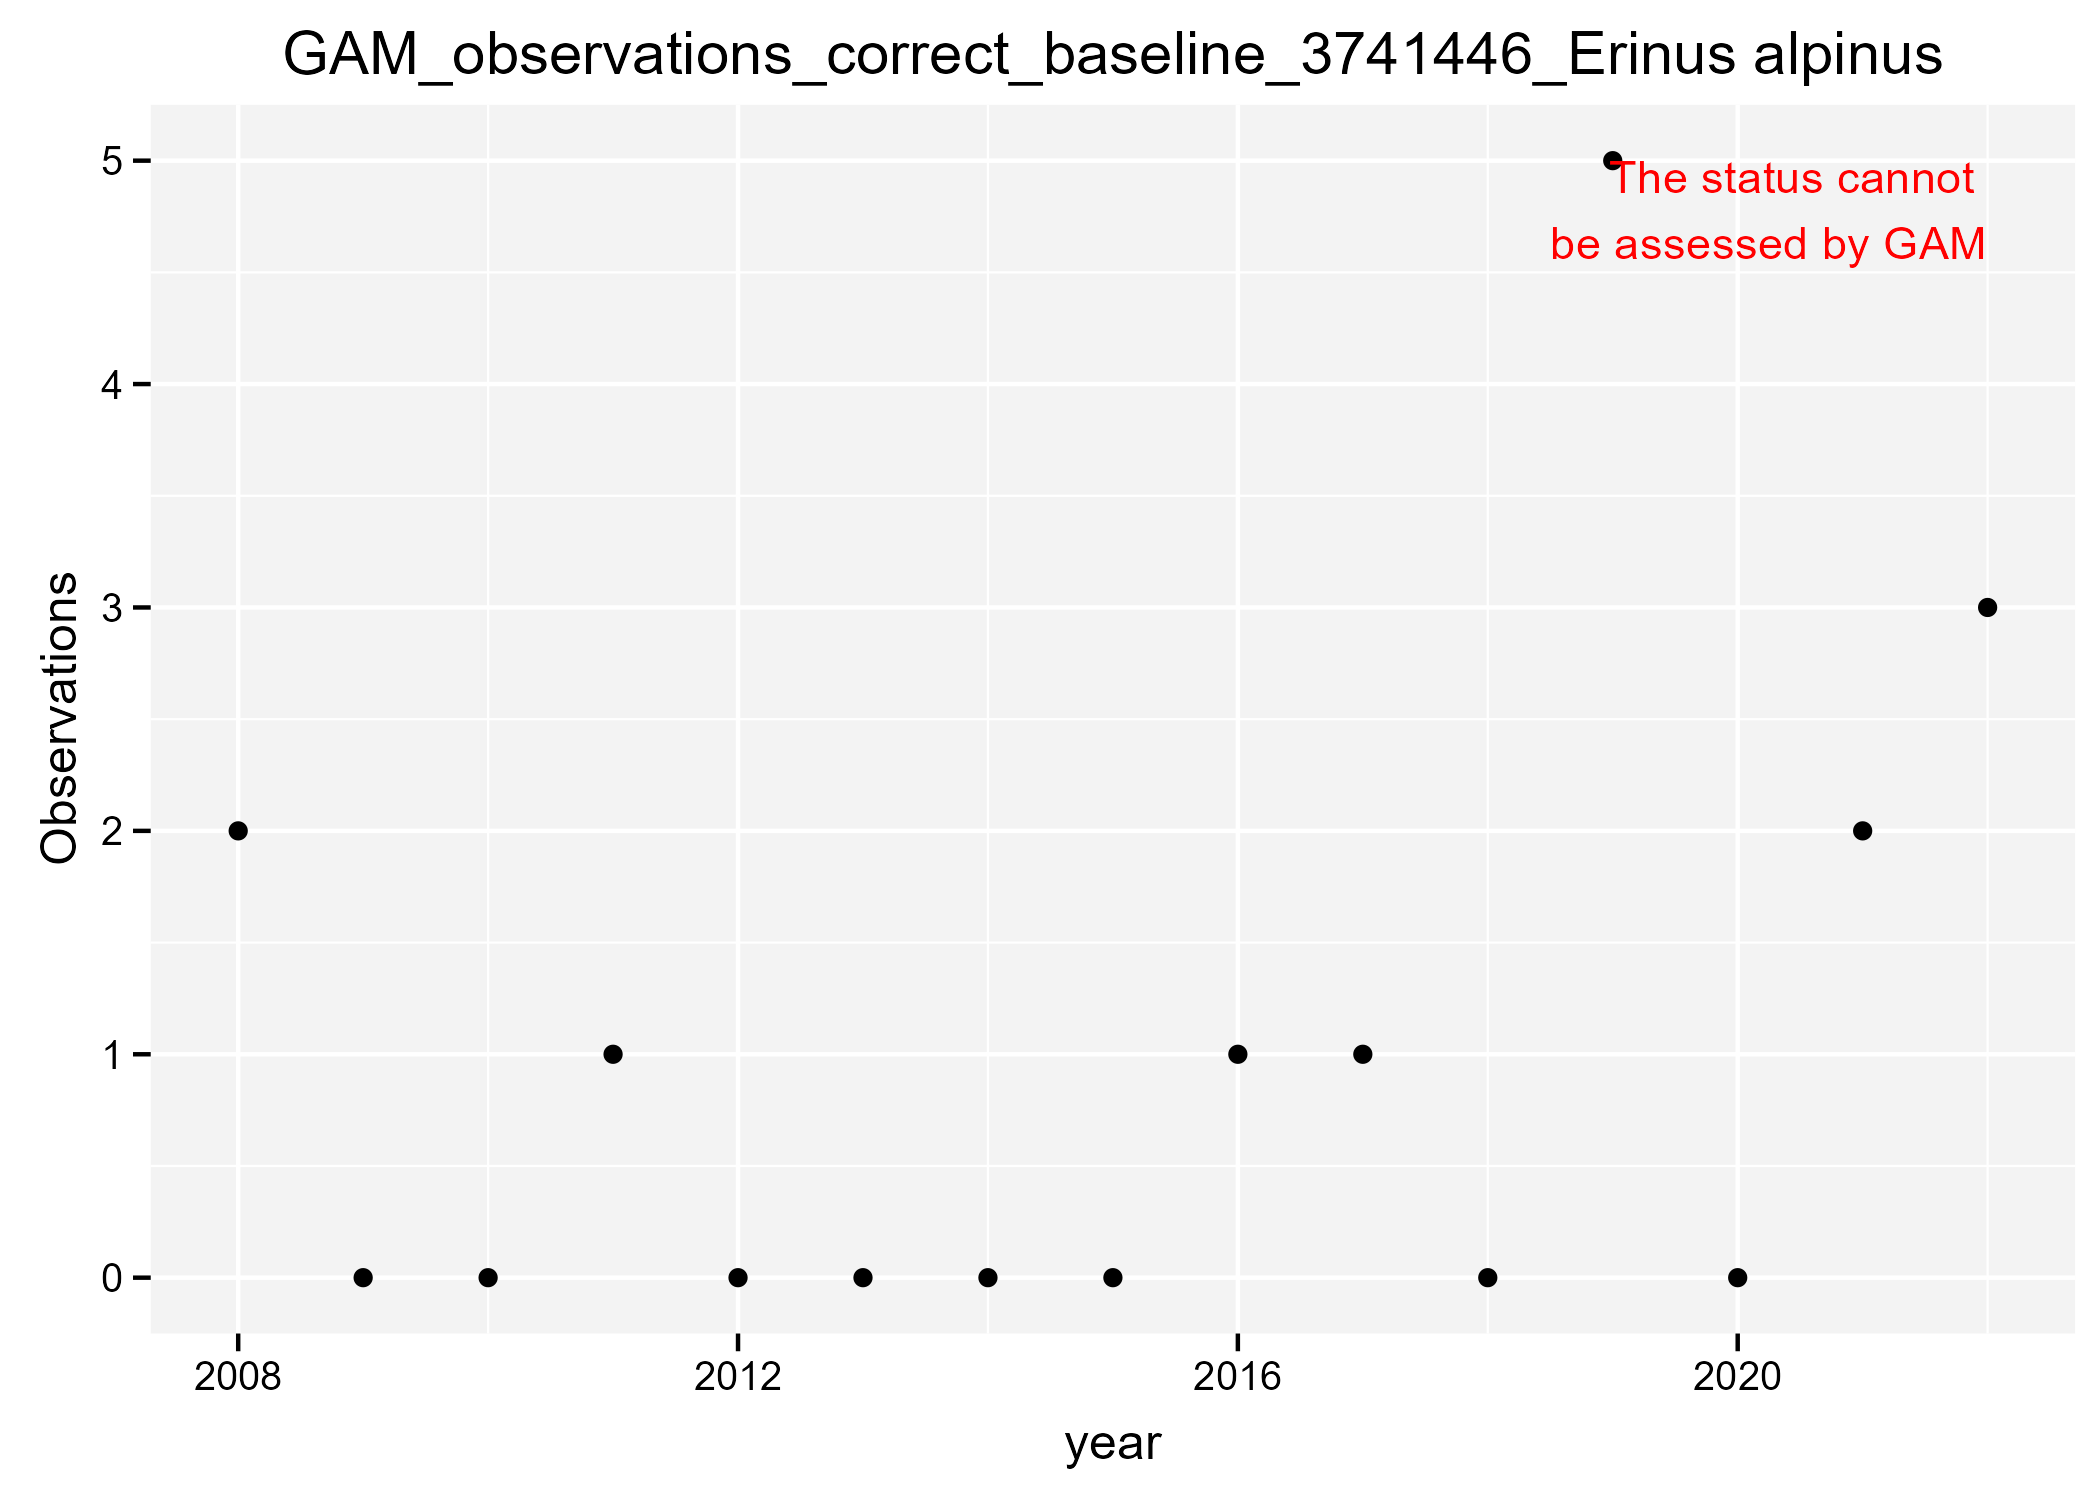 GAM_observations_correct_baseline_3741446_Erinus alpinus
5
The status cannot
be assessed by GAM
4
3
Observations
2
1
0
2008 2012 2016 2020
year